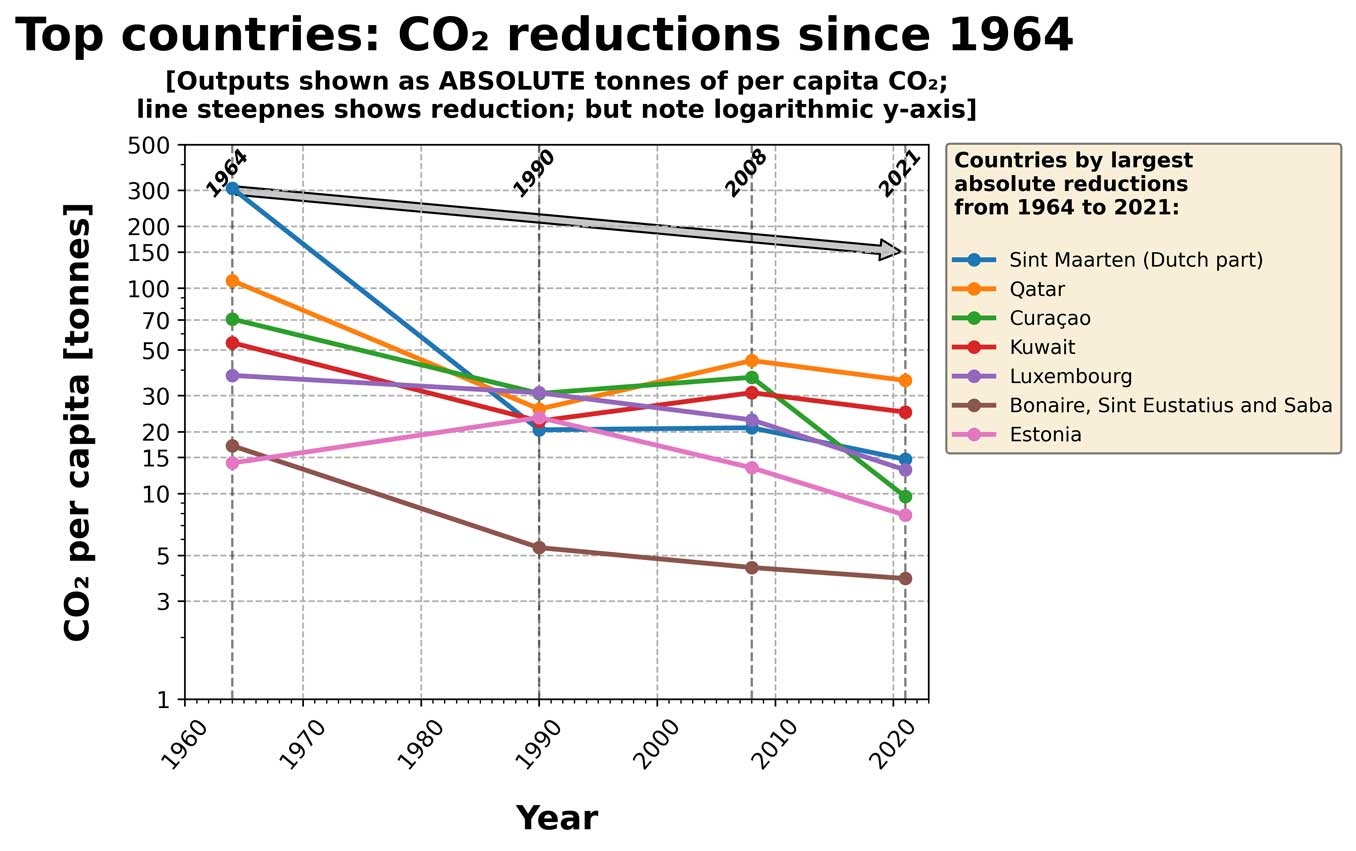 Top countries: CO₂ reductions since 1964
[Outputs shown as ABSOLUTE tonnes of per capita CO₂;
line steepnes shows reduction; but note logarithmic y-axis]
CO₂ per capita [tonnes]
500
300
200
150
100
70
50
30
20
15
10
5
3
1
1964
1990
2008
2021
1960
1970
1980
1990
2000
2010
2020
Year
Countries by largest
absolute reductions
from 1964 to 2021:
Sint Maarten (Dutch part)
Qatar
Curaçao
Kuwait
Luxembourg
Bonaire, Sint Eustatius and Saba
Estonia